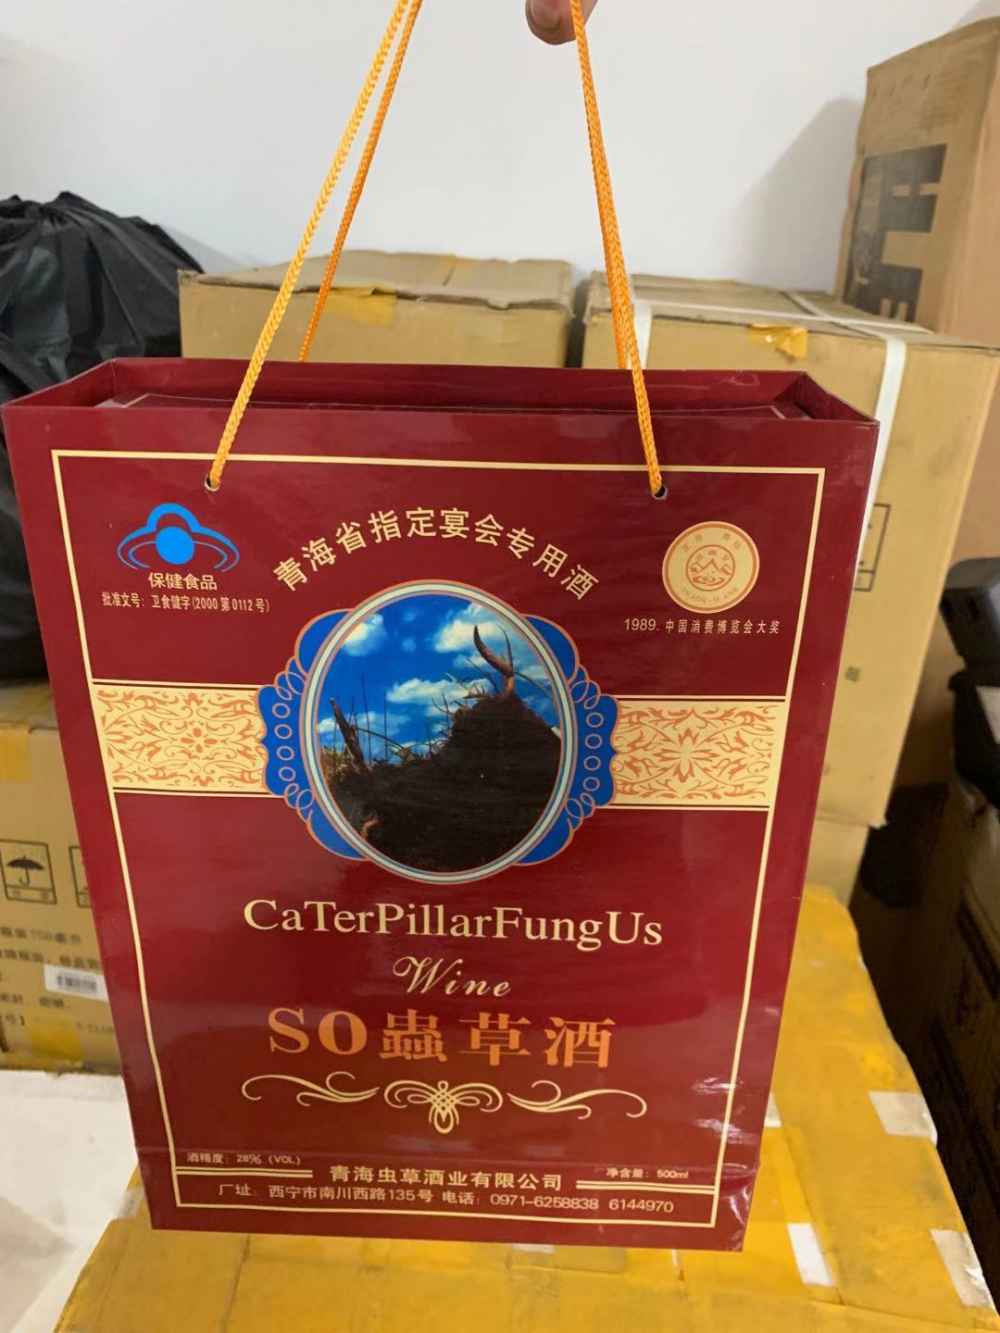 青海省指定宴会专用酒
保健食品
批准文号：卫食健字(2000第0112号)
1989.中国消费博览会大奖
CaTerPillarFungUs
Wine
SO蟲草酒
酒精度：28%(VOL)
净含量：500ml
青海虫草酒业有限公司
厂址：西宁市南川西路135号 电话：0971-6258838 6144970